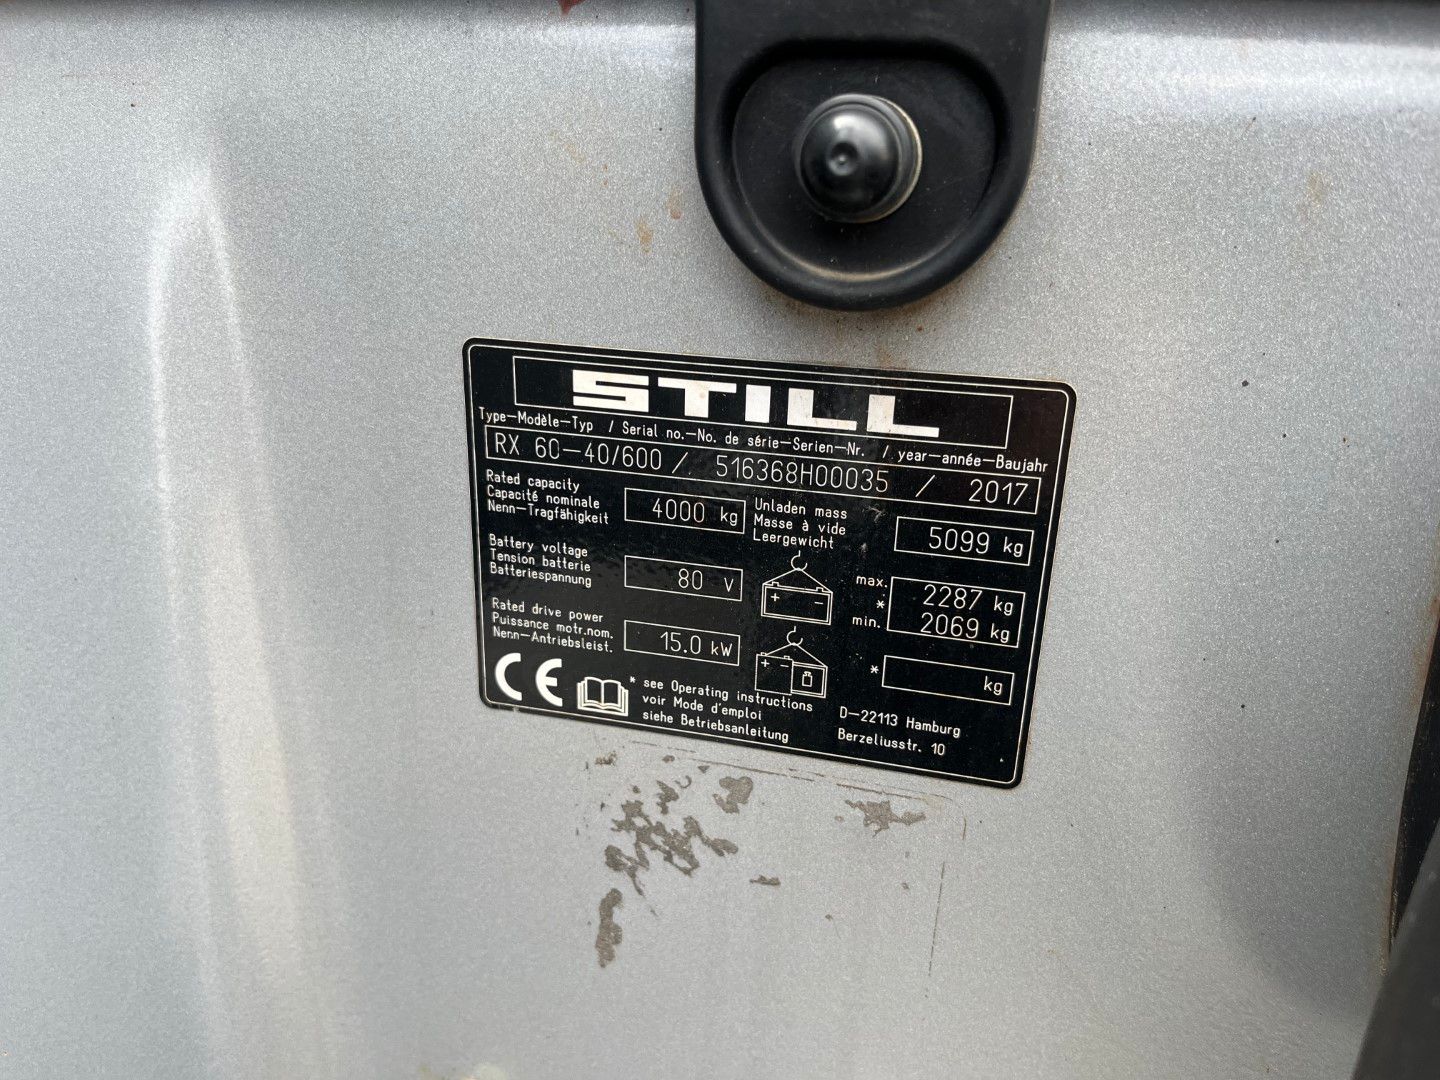 STILL
Type-Modèle-Typ / Serial no.-No. de série-Serien-Nr. / year-année-Baujahr
RX 60-40/600 / 516368H00035 / 2017
Rated capacity
Capacité nominale
Nenn-Tragfähigkeit
4000 kg
Unladen mass
Masse à vide
Leergewicht
5099 kg
Battery voltage
Tension batterie
Batteriespannung
80 V
+ -
max. 2287 kg
*
min. 2069 kg
Rated drive power
Puissance motr.nom.
Nenn-Antriebsleist.
15.0 kW
+ -
* kg
CE
* see Operating instructions
voir Mode d'emploi
siehe Betriebsanleitung
D-22113 Hamburg
Berzeliusstr. 10